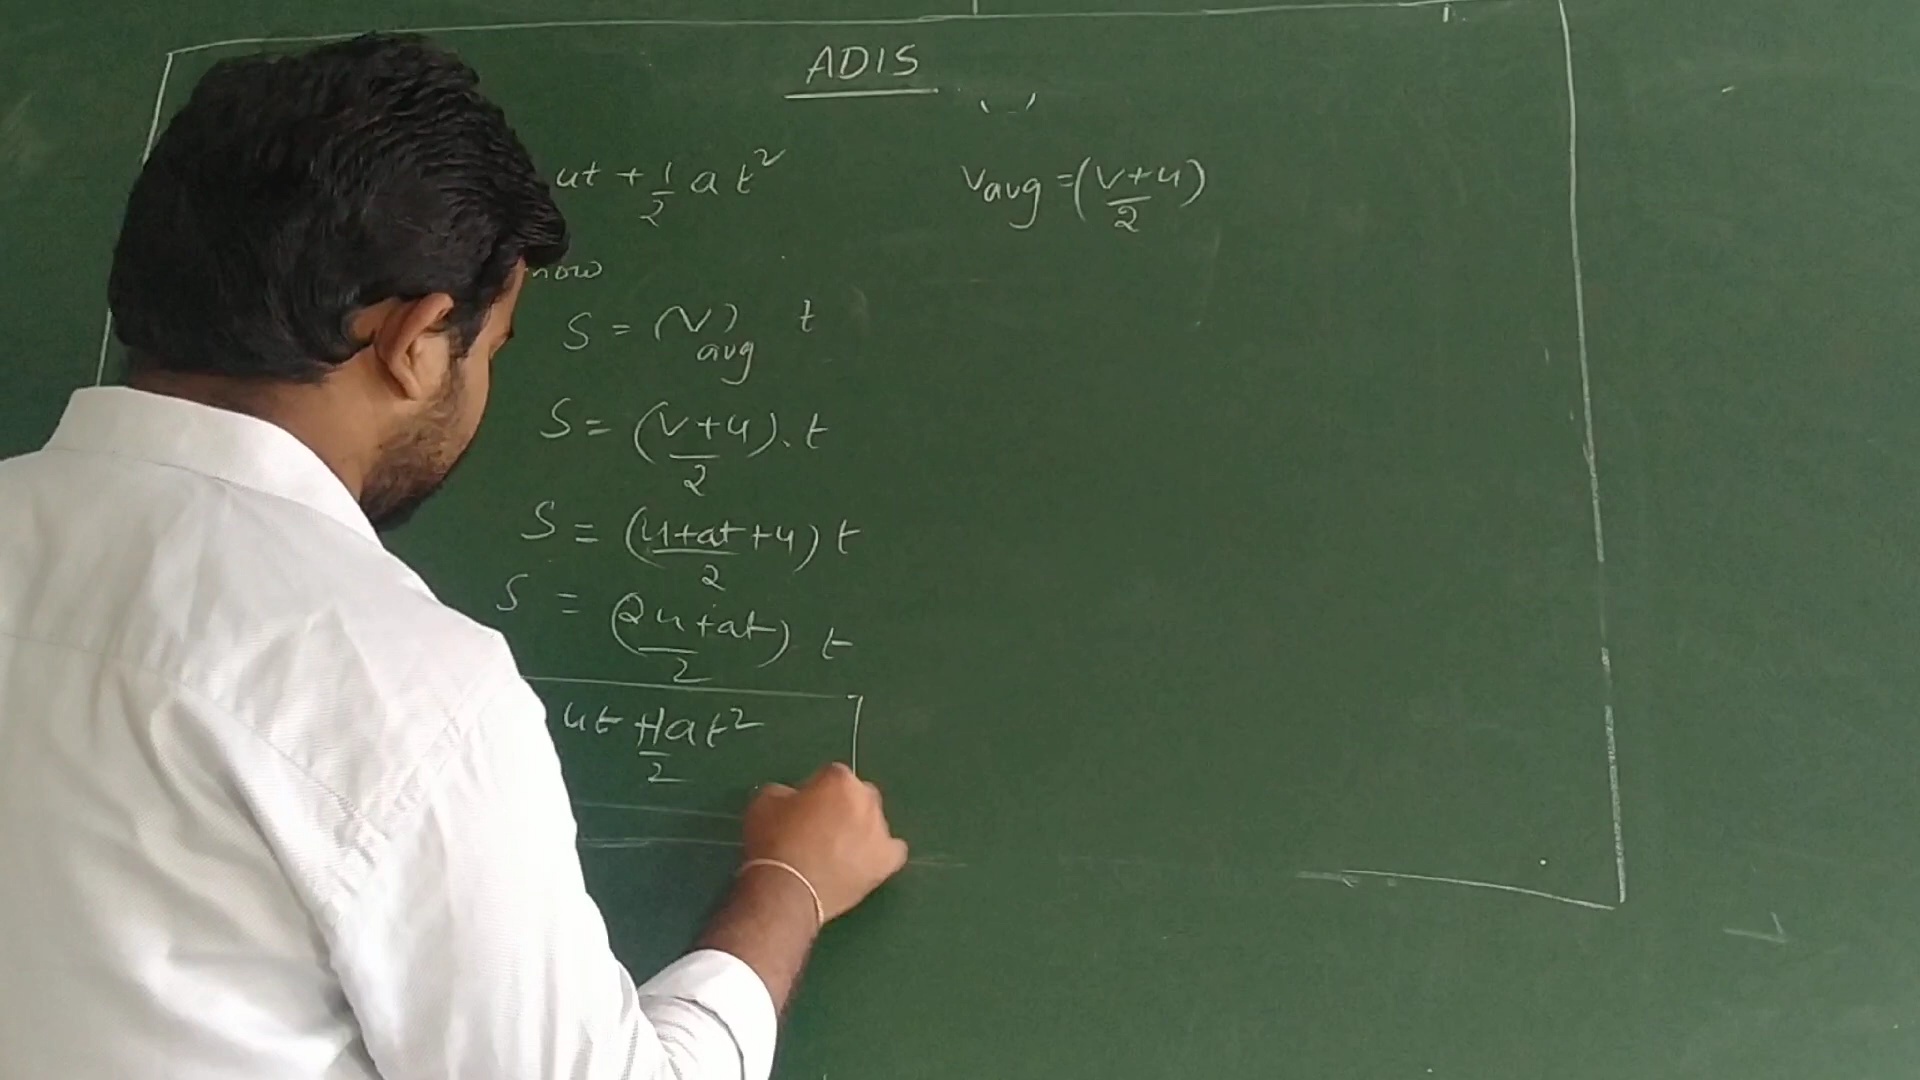 ADIS
ut + 1/2 at²
Vavg = (v+u/2)
now
S = (V)avg t
S = (v+u/2). t
S = (u+at+u/2) t
S = (2u+at/2) t
ut + 1/2 at²